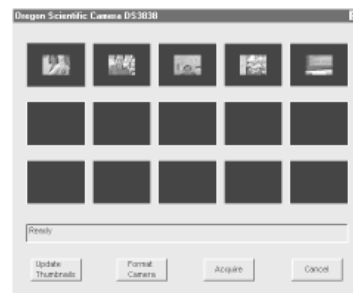 Oregon Scientific Camera DS3838
Ready
Update
Thumbnails
Format
Camera
Acquire
Cancel